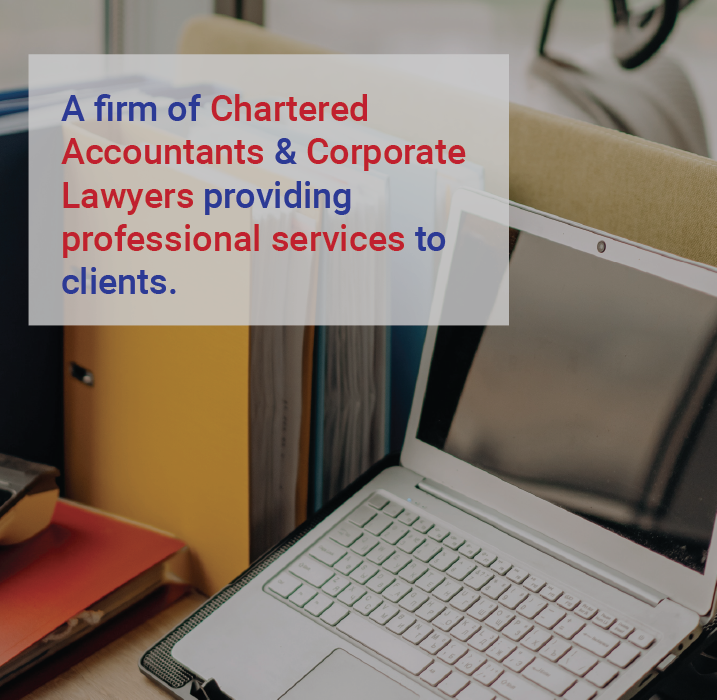 A firm of Chartered
Accountants & Corporate
Lawyers providing
professional services to
clients.